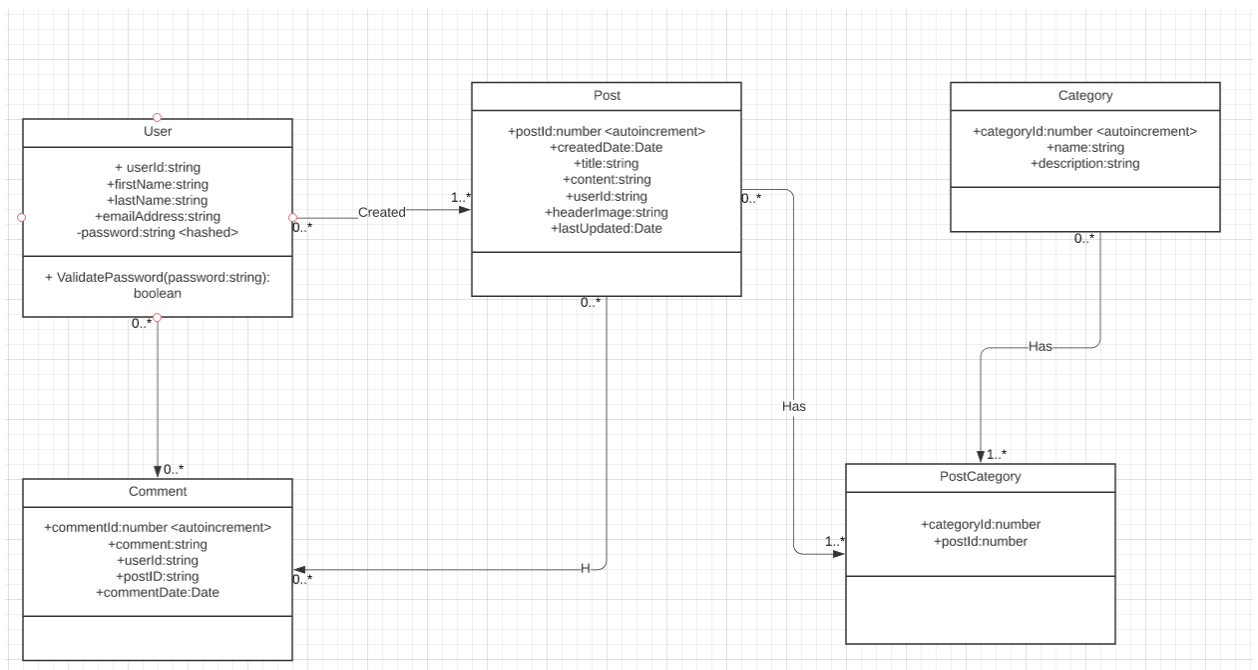 User
+ userId:string
+firstName:string
+lastName:string
+emailAddress:string
-password:string <hashed>
+ ValidatePassword(password:string):
boolean
0..*
Created
1..*
0..*
Post
+postId:number <autoincrement>
+createdDate:Date
+title:string
+content:string
+userId:string
+headerImage:string
+lastUpdated:Date
0..*
0..*
Category
+categoryId:number <autoincrement>
+name:string
+description:string
0..*
Has
Has
1..*
1..*
PostCategory
+categoryId:number
+postId:number
0..*
Comment
+commentId:number <autoincrement>
+comment:string
+userId:string
+postID:string
+commentDate:Date
0..*
H